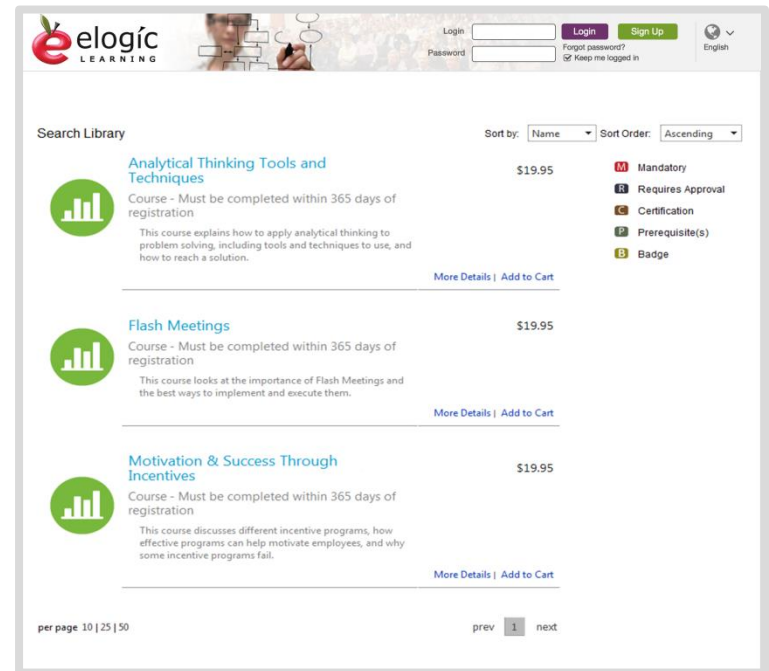 elogíc
LEARNING
Login
Login
Sign Up
Password
Forgot password?
Keep me logged in
English
Search Library
Sort by:
Name
Sort Order:
Ascending
Analytical Thinking Tools and
Techniques
$19.95
Course - Must be completed within 365 days of
registration
This course explains how to apply analytical thinking to
problem solving, including tools and techniques to use, and
how to reach a solution.
More Details | Add to Cart
M Mandatory
R Requires Approval
C Certification
P Prerequisite(s)
B Badge
Flash Meetings
$19.95
Course - Must be completed within 365 days of
registration
This course looks at the importance of Flash Meetings and
the best ways to implement and execute them.
More Details | Add to Cart
Motivation & Success Through
Incentives
$19.95
Course - Must be completed within 365 days of
registration
This course discusses different incentive programs, how
effective programs can help motivate employees, and why
some incentive programs fail.
More Details | Add to Cart
per page 10 | 25 | 50
prev 1 next